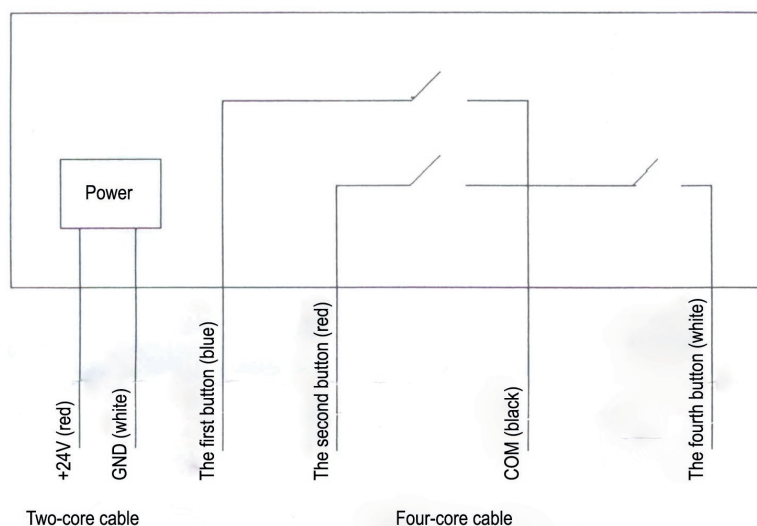 Power
+24V (red)
GND (white)
The first button (blue)
The second button (red)
COM (black)
The fourth button (white)
Two-core cable
Four-core cable